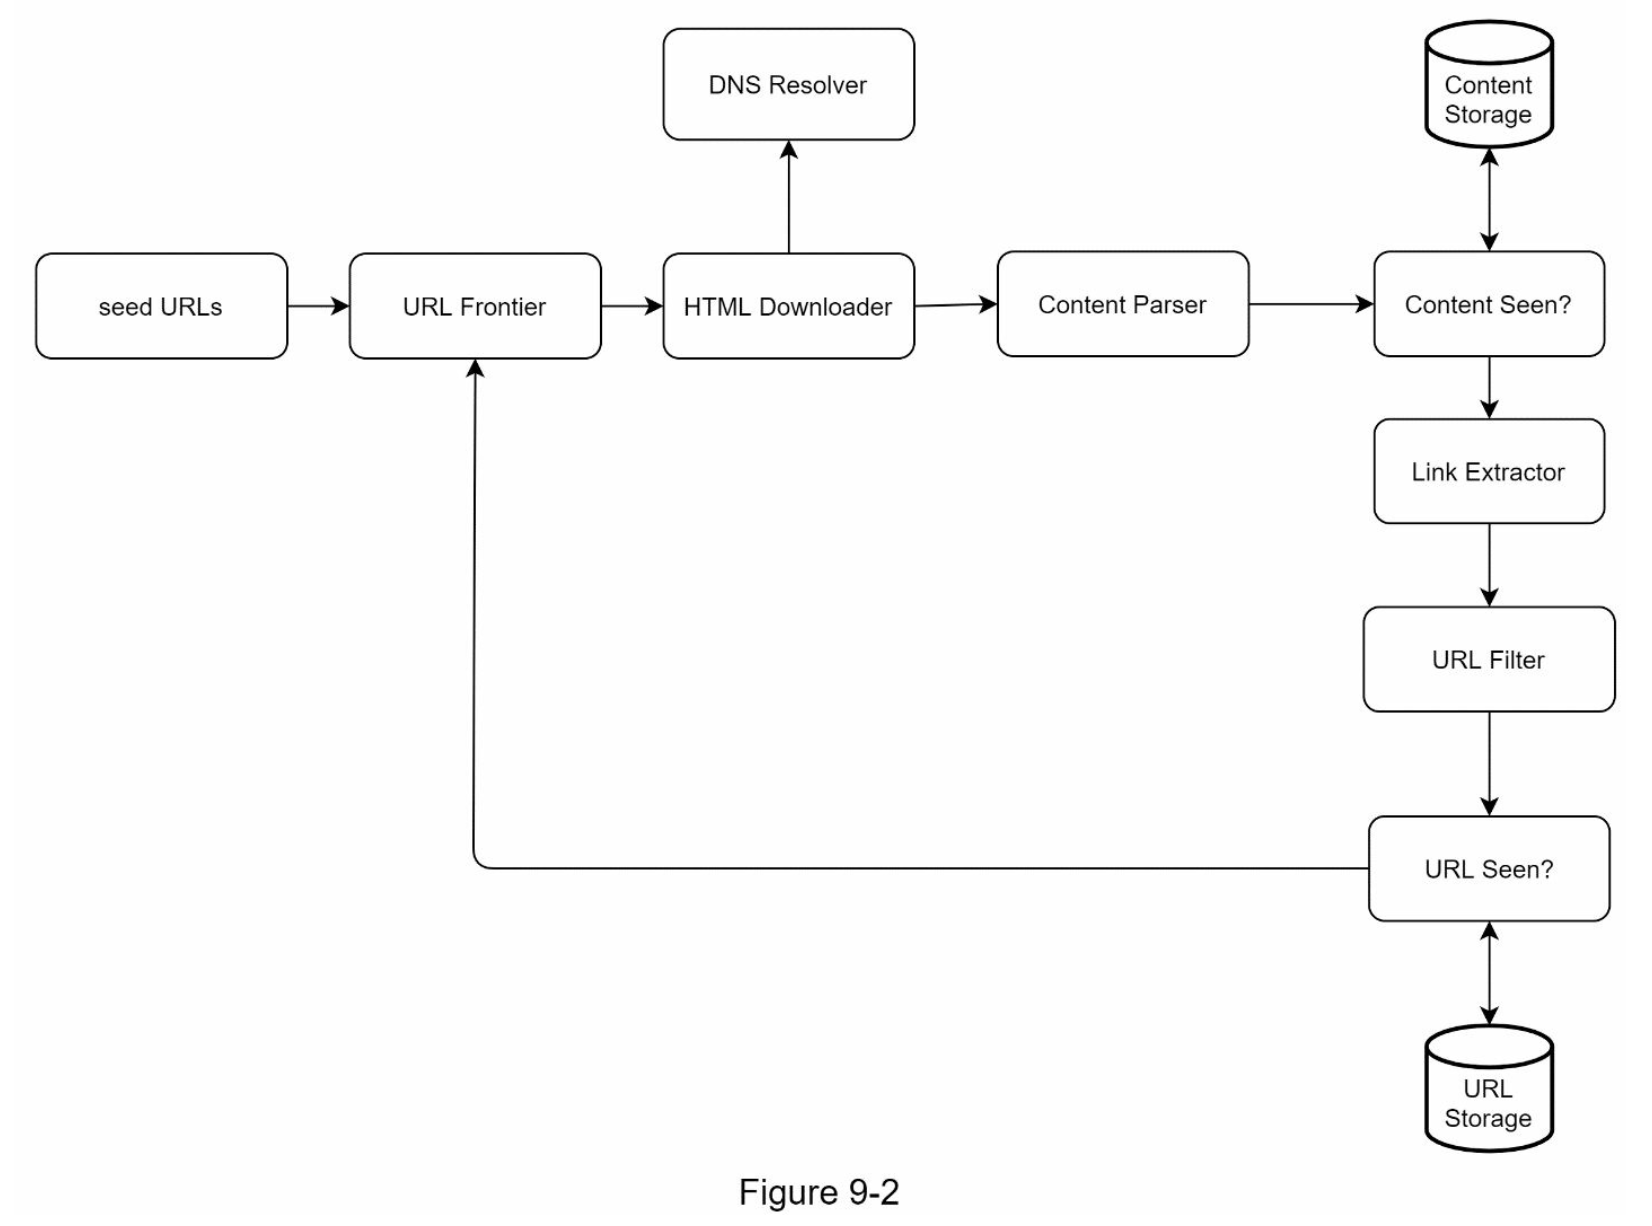 DNS Resolver
Content
Storage
seed URLs
URL Frontier
HTML Downloader
Content Parser
Content Seen?
Link Extractor
URL Filter
URL Seen?
URL
Storage
Figure 9-2